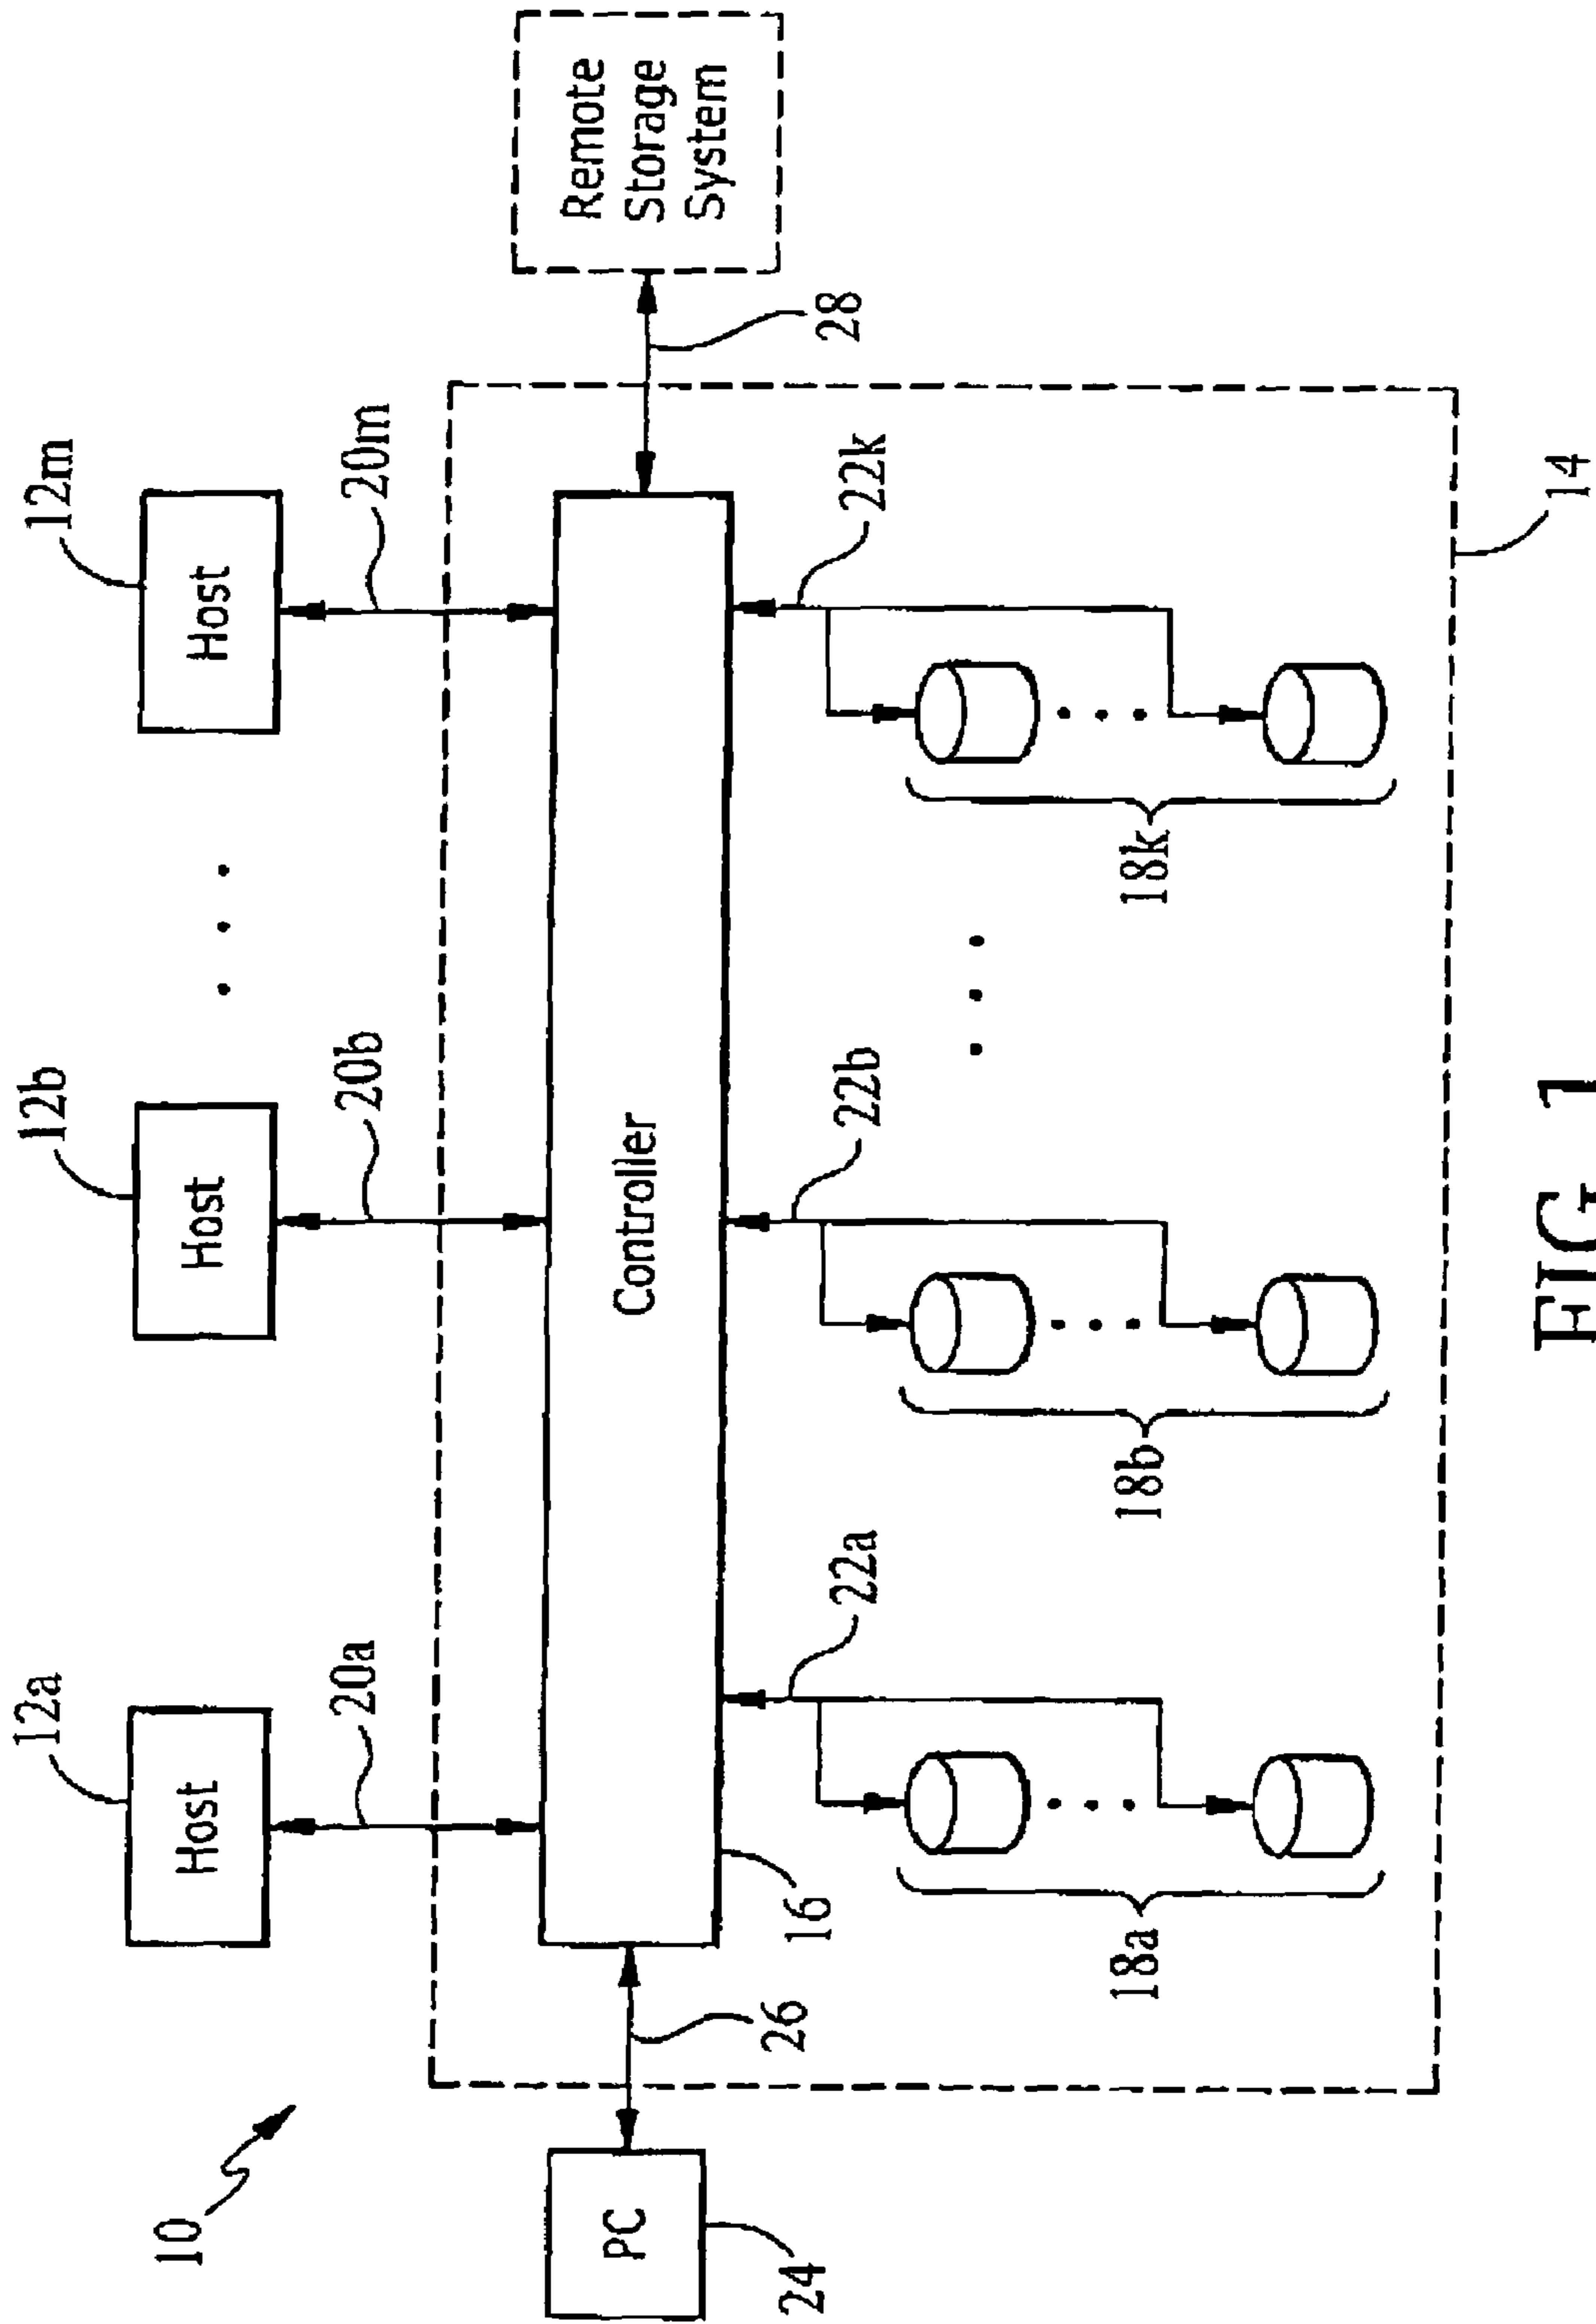 10
12a
12b
12m
Host
Host
Host
20a
20b
20m
PC
24
26
Controller
16
Remote
Storage
System
28
22a
22b
22k
18a
18b
18k
14
FIG. 1